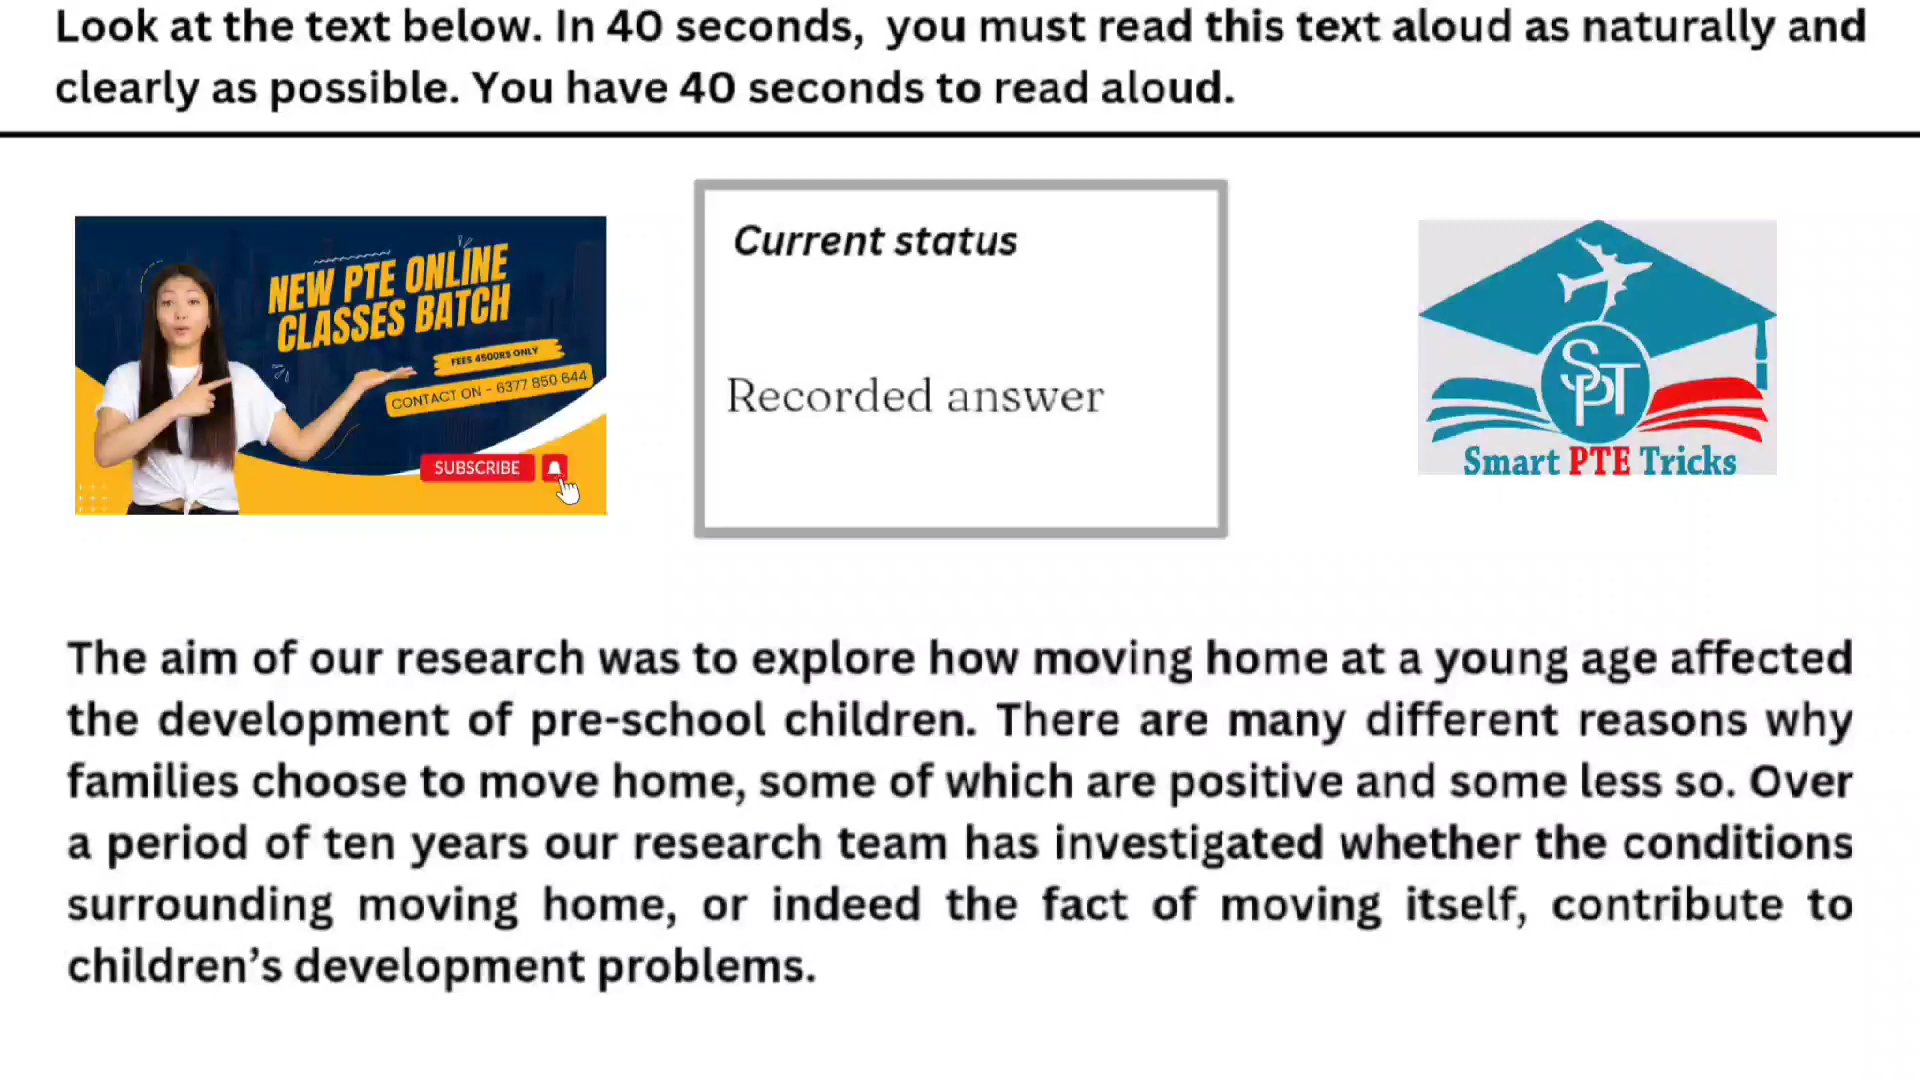 Look at the text below. In 40 seconds, you must read this text aloud as naturally and
clearly as possible. You have 40 seconds to read aloud.
NEW PTE ONLINE
CLASSES BATCH
FEES 4500RS ONLY
CONTACT ON - 6377 850 644
SUBSCRIBE
Current status
Recorded answer
SPT
Smart PTE Tricks
The aim of our research was to explore how moving home at a young age affected
the development of pre-school children. There are many different reasons why
families choose to move home, some of which are positive and some less so. Over
a period of ten years our research team has investigated whether the conditions
surrounding moving home, or indeed the fact of moving itself, contribute to
children’s development problems.